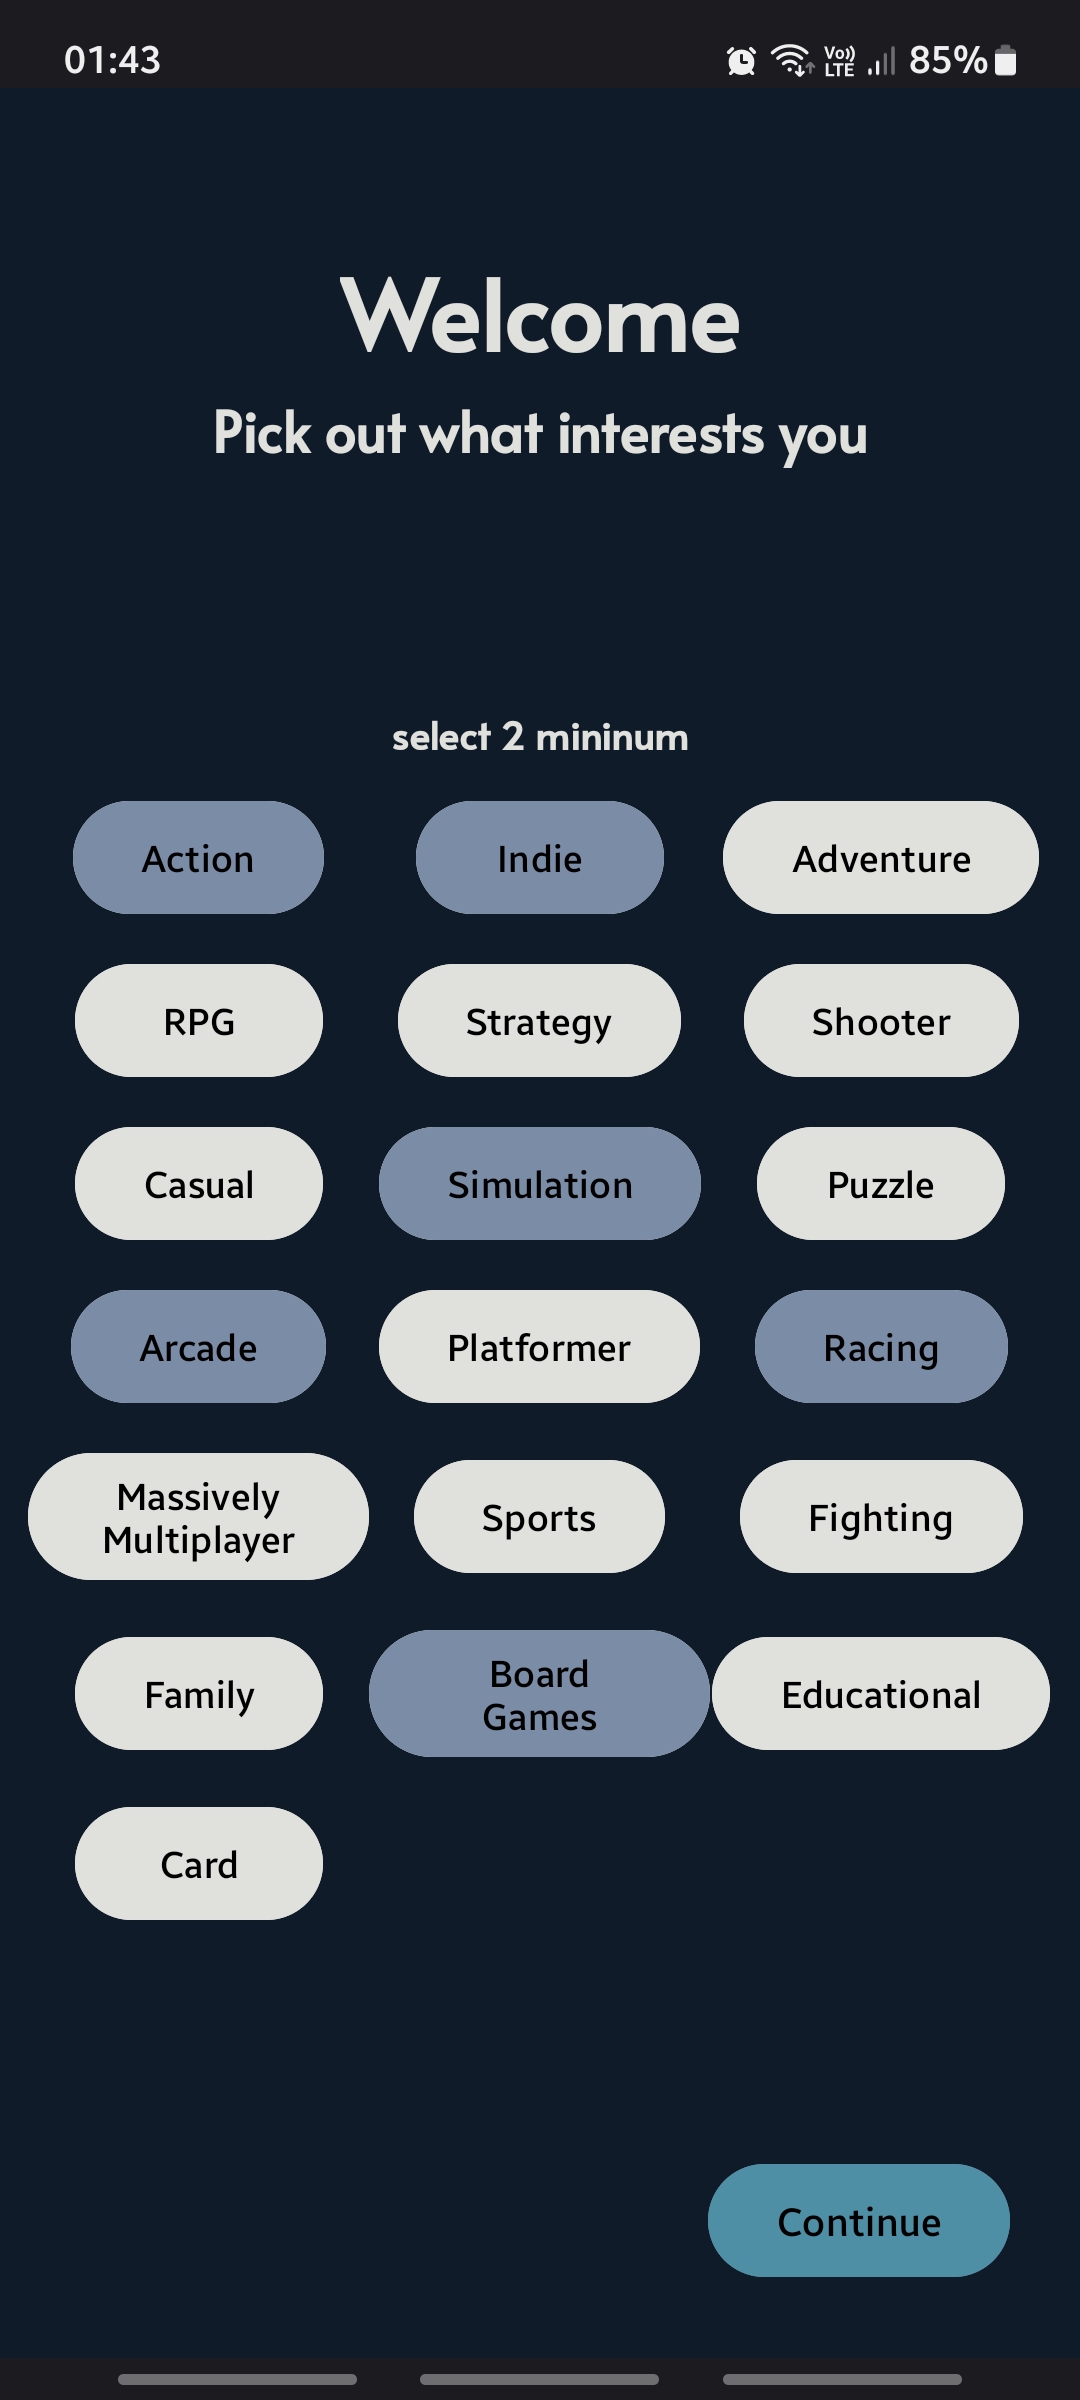 01:43
Vo)) LTE 85%
Welcome
Pick out what interests you
select 2 mininum
Action Indie Adventure
RPG Strategy Shooter
Casual Simulation Puzzle
Arcade Platformer Racing
Massively
Multiplayer
Sports Fighting
Family
Board
Games
Educational
Card
Continue